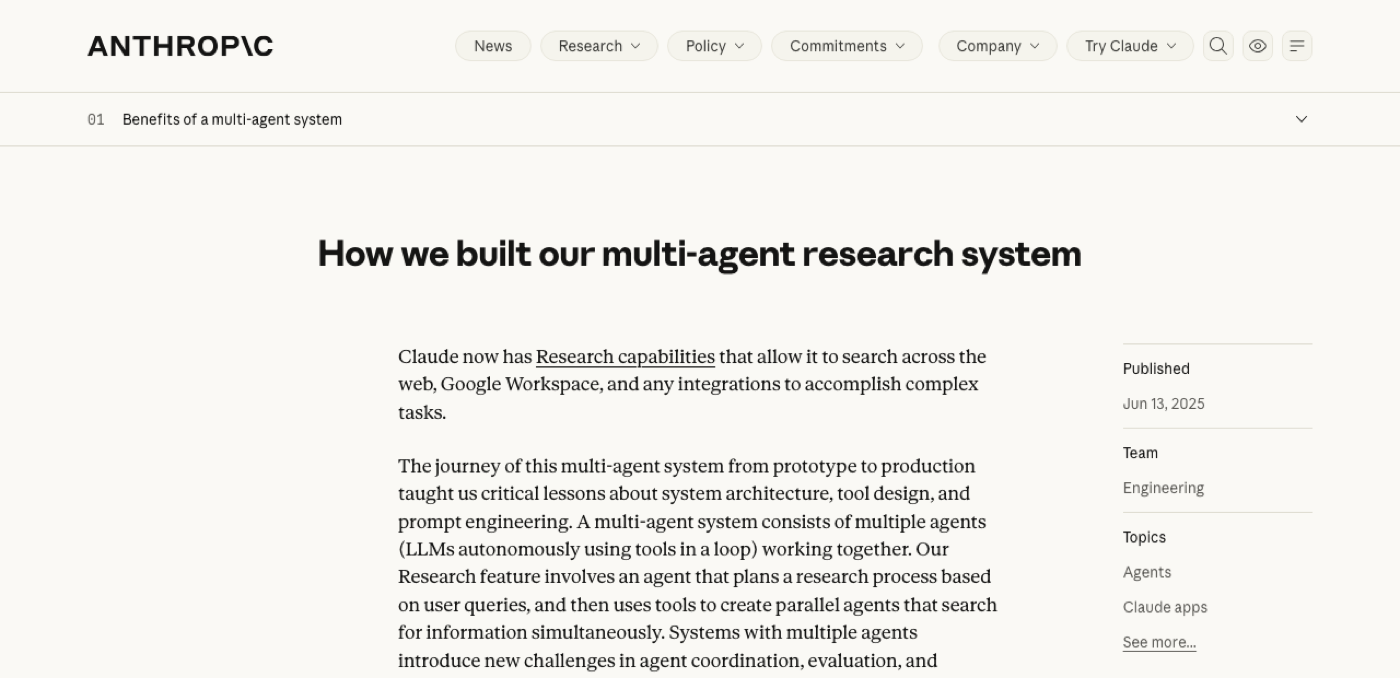 ANTHROP\C
News
Research
Policy
Commitments
Company
Try Claude
01 Benefits of a multi-agent system
How we built our multi-agent research system
Claude now has Research capabilities that allow it to search across the
web, Google Workspace, and any integrations to accomplish complex
tasks.
The journey of this multi-agent system from prototype to production
taught us critical lessons about system architecture, tool design, and
prompt engineering. A multi-agent system consists of multiple agents
(LLMs autonomously using tools in a loop) working together. Our
Research feature involves an agent that plans a research process based
on user queries, and then uses tools to create parallel agents that search
for information simultaneously. Systems with multiple agents
introduce new challenges in agent coordination, evaluation, and
Published
Jun 13, 2025
Team
Engineering
Topics
Agents
Claude apps
See more...